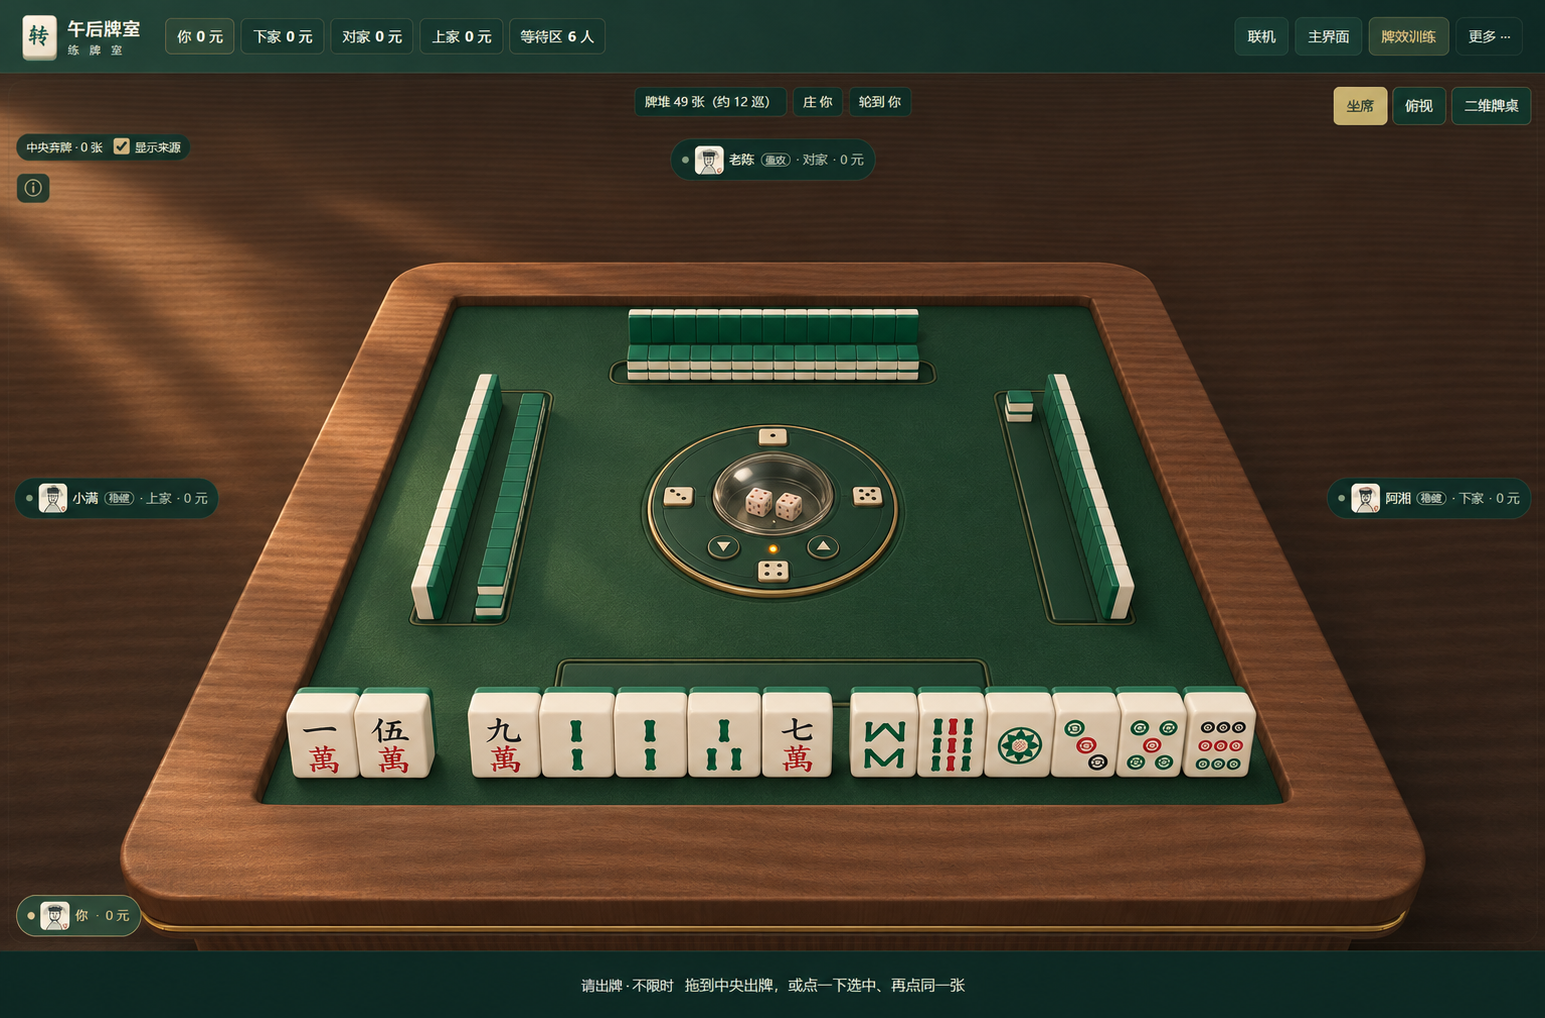 转 午后牌室
练牌室
你 0 元
下家 0 元
对家 0 元
上家 0 元
等待区 6 人
联机
主界面
牌效训练
更多 ···
牌堆 49 张（约 12 巡）
庄 你
轮到 你
坐席
俯视
二维牌桌
中央弃牌 · 0 张
显示来源
老陈 · 对家 · 0 元
小满 稳健 · 上家 · 0 元
阿湘 稳健 · 下家 · 0 元
一萬
伍萬
九萬
七萬
你 · 0 元
请出牌 · 不限时 拖到中央出牌，或点一下选中、再点同一张